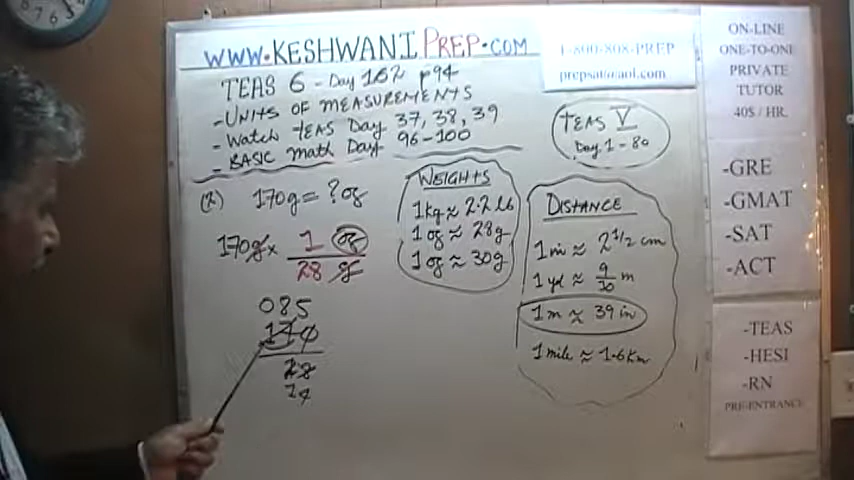 WWW.KESHWANIPREP.COM
TEAS 6 - Day 162 p94
- UNITS OF MEASUREMENTS
- Watch TEAS Day 37, 38, 39
- BASIC Math Day 96-100
1-800-808-PREP
prepsat@aol.com
TEAS V
Day 1-80
ON-LINE
ONE-TO-ONE
PRIVATE
TUTOR
40$ / HR.
-GRE
-GMAT
-SAT
-ACT
-TEAS
-HESI
-RN
PRE-ENTRANCE
170g = ? oz
170g x 1 oz
28 g
085
170
28
14
WEIGHTS
1kg ≈ 2.2 lb
1 oz ≈ 28g
1 oz ≈ 30g
DISTANCE
1 in ≈ 2 1/2 cm
1 yd ≈ 9/10 m
1 m ≈ 39 in
1 mile ≈ 1.6 Km
7
6
5